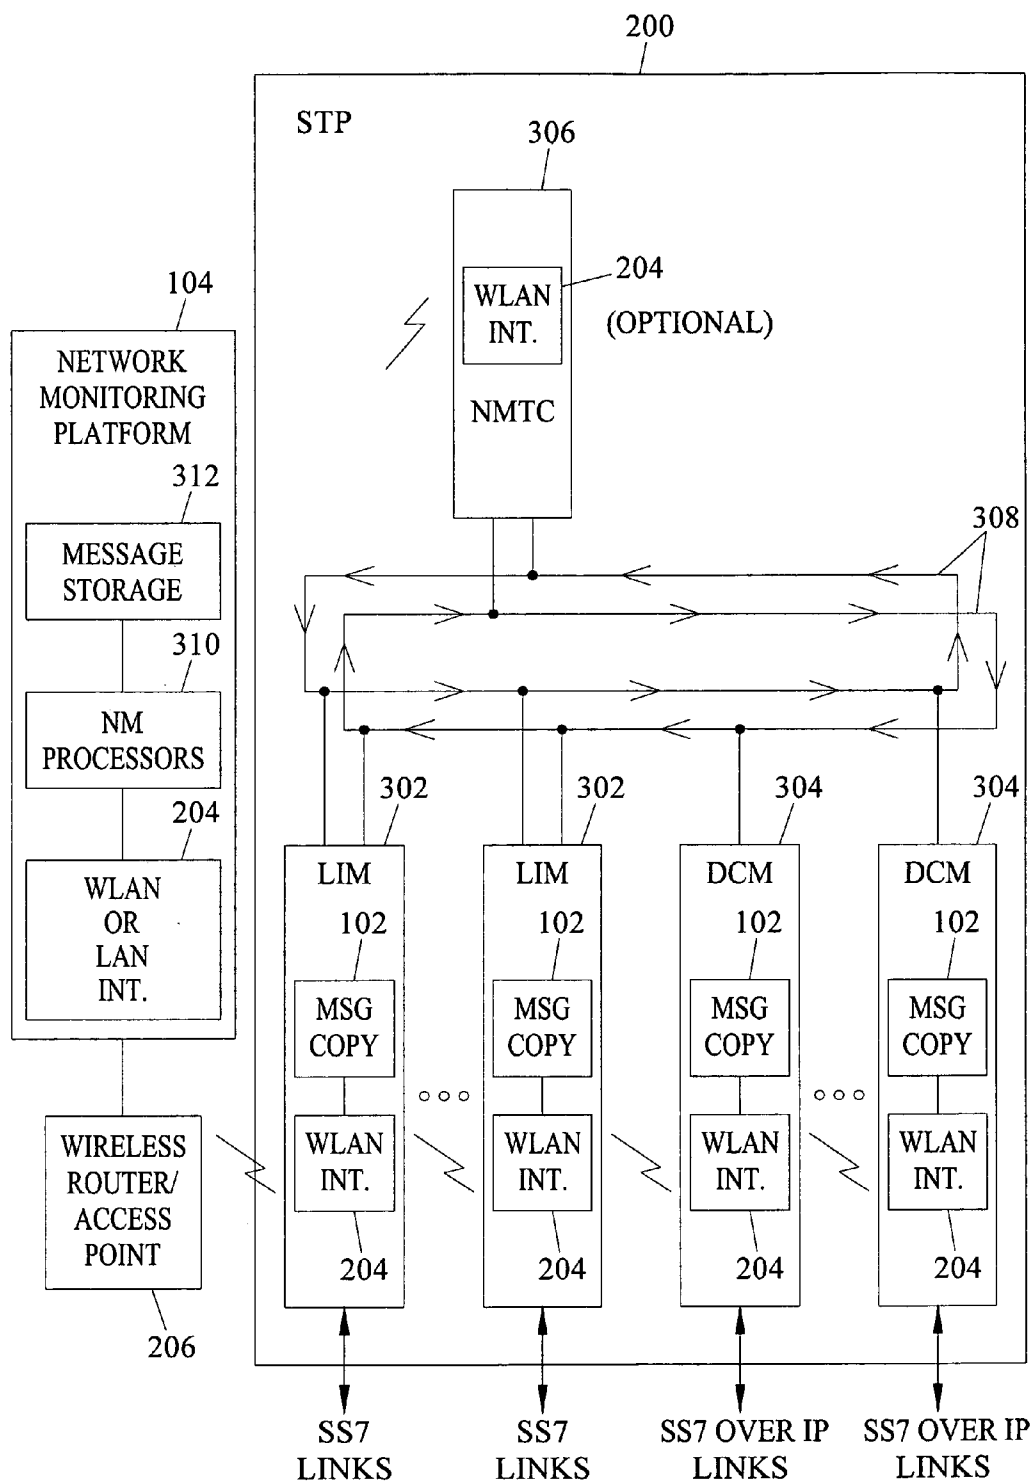 200
STP
306
204
WLAN
INT.
(OPTIONAL)
NMTC
104
NETWORK
MONITORING
PLATFORM
312
MESSAGE
STORAGE
310
NM
PROCESSORS
204
WLAN
OR
LAN
INT.
308
302
302
304
304
LIM
LIM
DCM
DCM
102
102
102
102
MSG
COPY
MSG
COPY
MSG
COPY
MSG
COPY
WLAN
INT.
WLAN
INT.
WLAN
INT.
WLAN
INT.
204
204
204
204
WIRELESS
ROUTER/
ACCESS
POINT
206
SS7
LINKS
SS7
LINKS
SS7 OVER IP
LINKS
SS7 OVER IP
LINKS